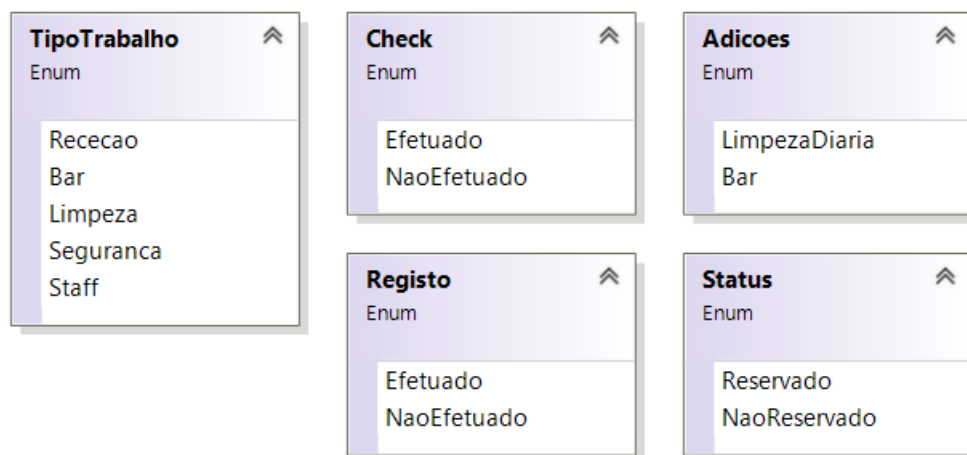 TipoTrabalho
Enum
Rececao
Bar
Limpeza
Seguranca
Staff
Check
Enum
Efetuado
NaoEfetuado
Adicoes
Enum
LimpezaDiaria
Bar
Registo
Enum
Efetuado
NaoEfetuado
Status
Enum
Reservado
NaoReservado